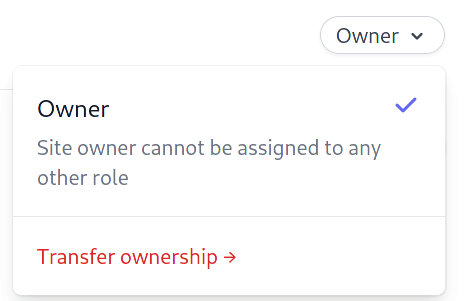 Owner
Owner
Site owner cannot be assigned to any
other role
Transfer ownership →